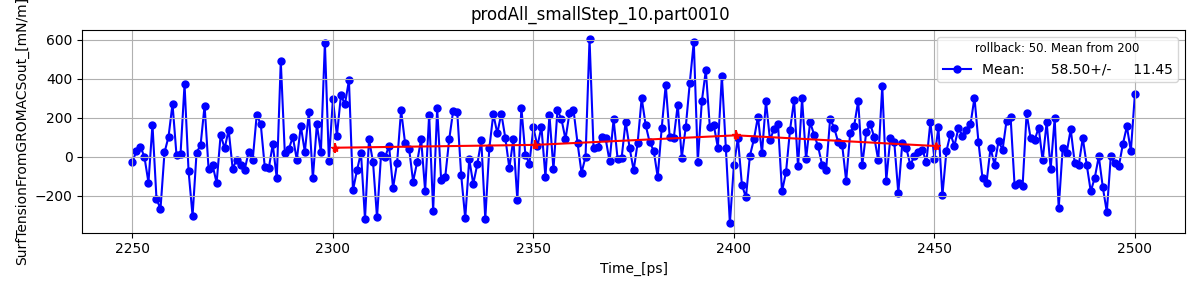 prodAll_smallStep_10.part0010
SurfTensionFromGROMACSout_[mN/m]
600
400
200
0
−200
rollback: 50. Mean from 200
Mean: 58.50+/- 11.45
2250 2300 2350 2400 2450 2500
Time_[ps]